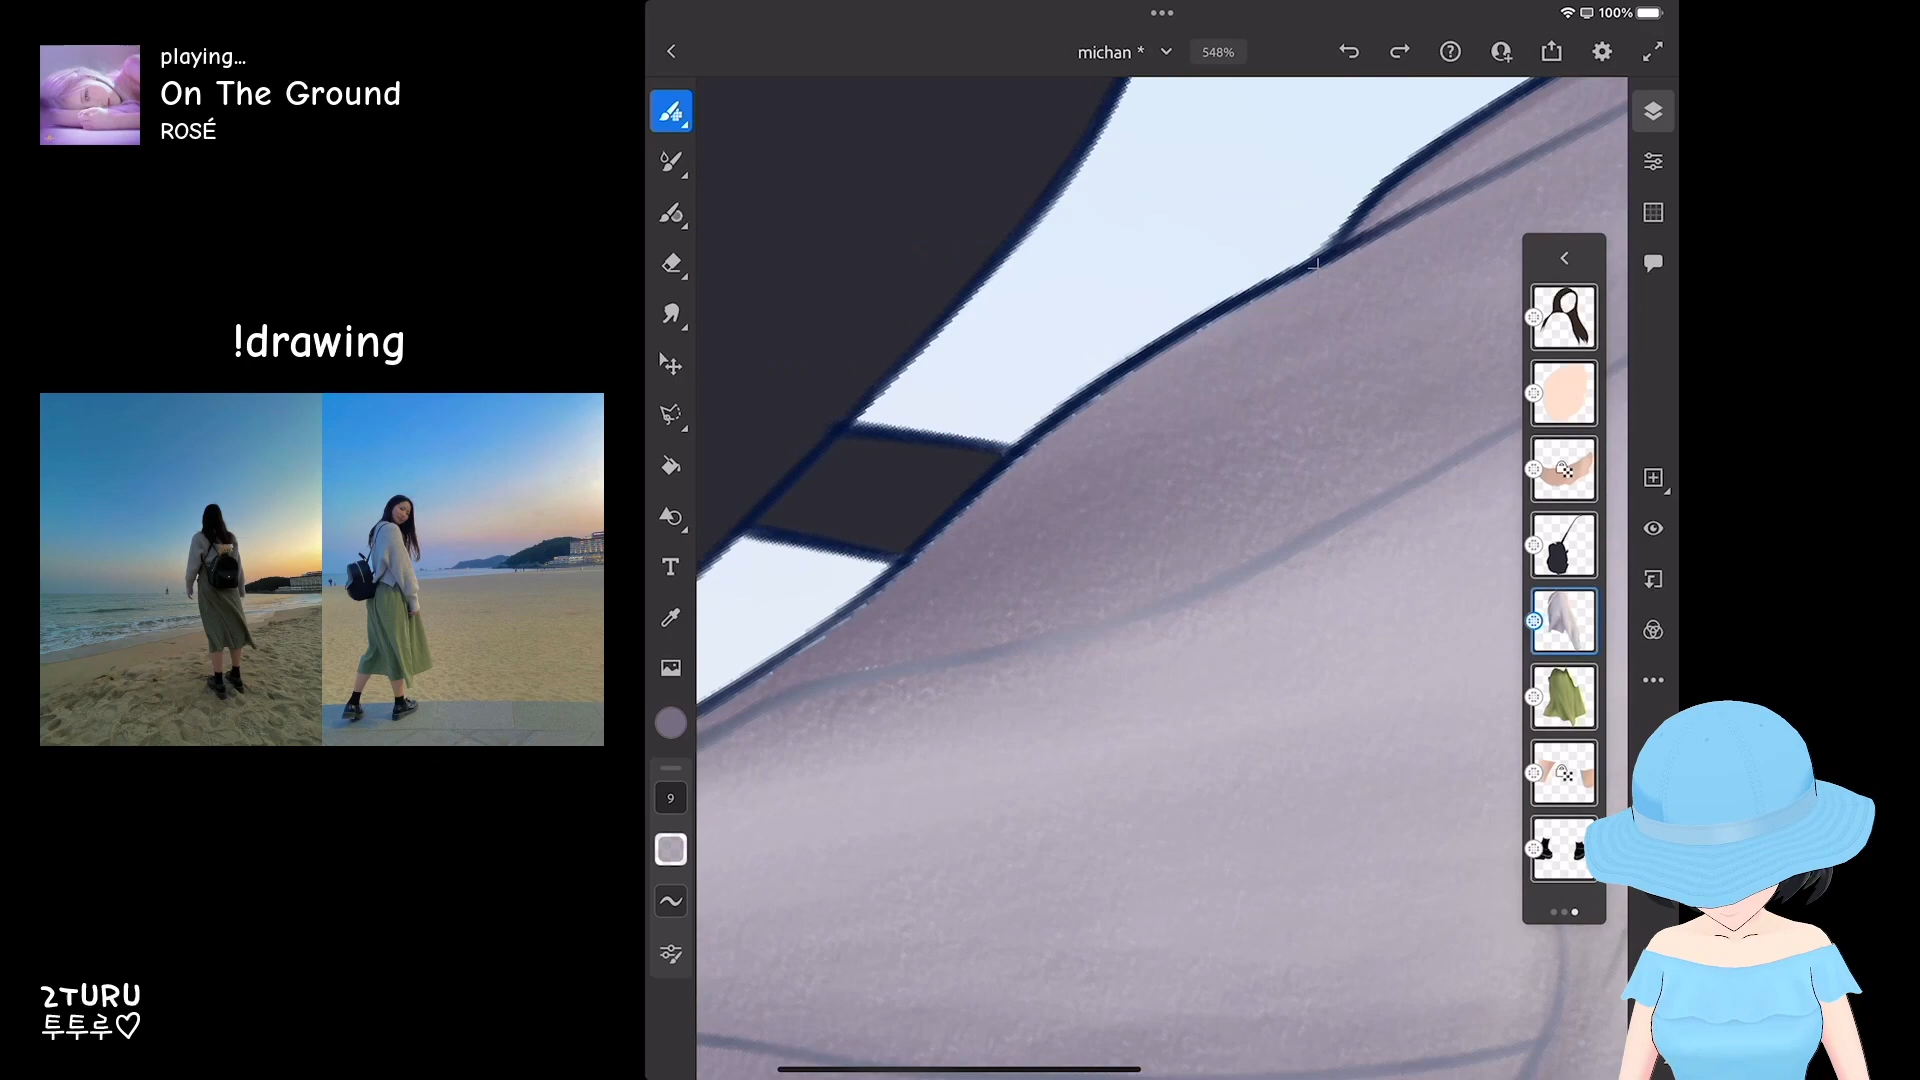 playing...
On The Ground
ROSÉ
!drawing
2TURU
투투루♡
michan *
548%
100%
T
9